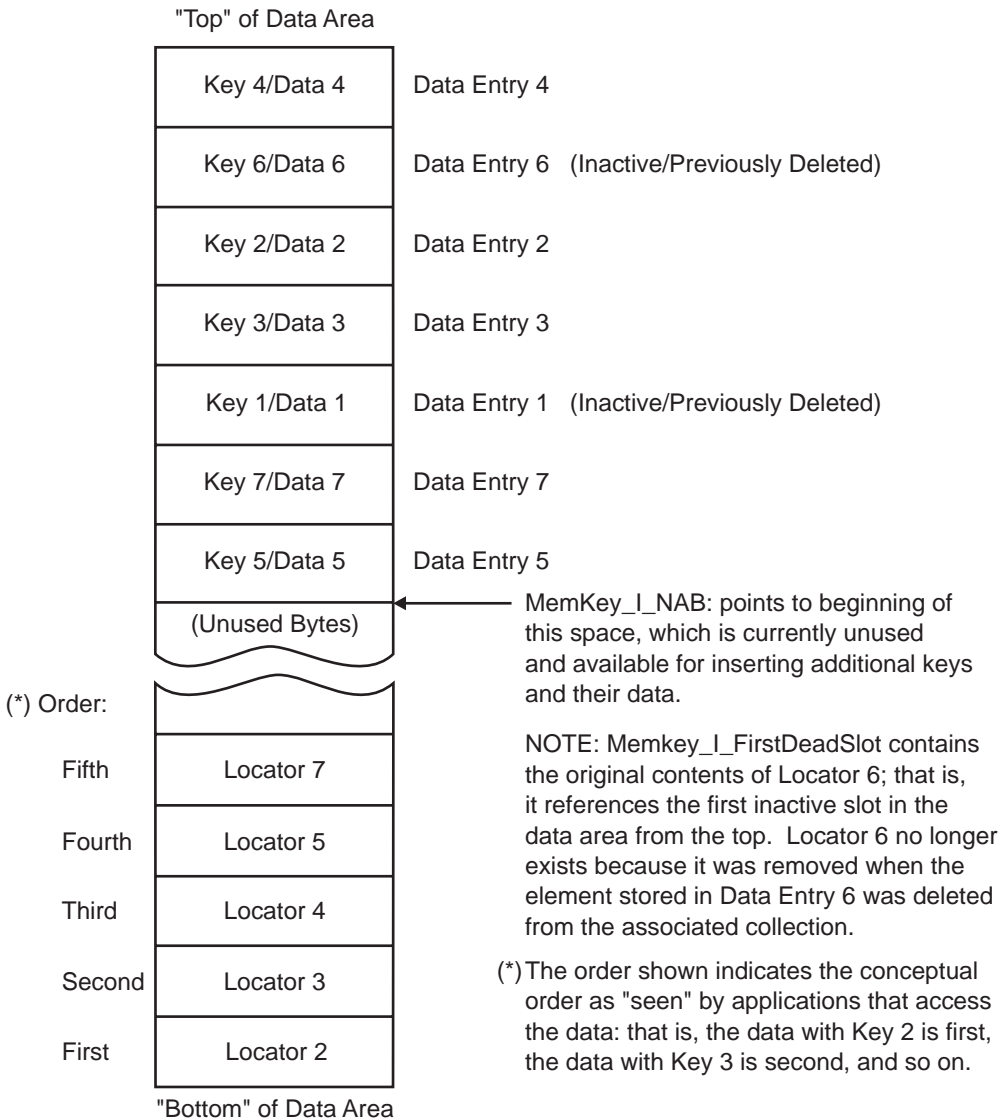 "Top" of Data Area
Key 4/Data 4 Data Entry 4
Key 6/Data 6 Data Entry 6 (Inactive/Previously Deleted)
Key 2/Data 2 Data Entry 2
Key 3/Data 3 Data Entry 3
Key 1/Data 1 Data Entry 1 (Inactive/Previously Deleted)
Key 7/Data 7 Data Entry 7
Key 5/Data 5 Data Entry 5
(Unused Bytes)
MemKey_I_NAB: points to beginning of
this space, which is currently unused
and available for inserting additional keys
and their data.
(*) Order:
Fifth Locator 7
Fourth Locator 5
Third Locator 4
Second Locator 3
First Locator 2
"Bottom" of Data Area
NOTE: Memkey_I_FirstDeadSlot contains
the original contents of Locator 6; that is,
it references the first inactive slot in the
data area from the top. Locator 6 no longer
exists because it was removed when the
element stored in Data Entry 6 was deleted
from the associated collection.
(*) The order shown indicates the conceptual
order as "seen" by applications that access
the data: that is, the data with Key 2 is first,
the data with Key 3 is second, and so on.